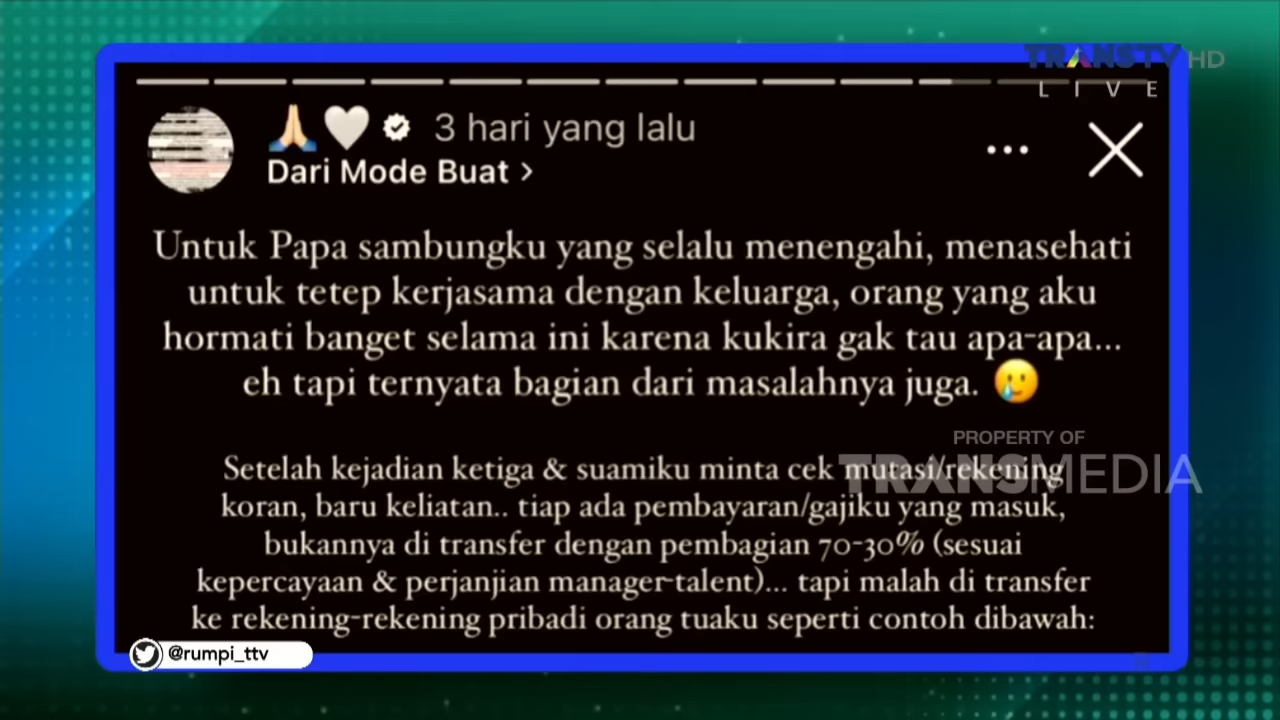 TRANSTV HD
LIVE
🙏🏻🤍 3 hari yang lalu
Dari Mode Buat >
Untuk Papa sambungku yang selalu menengahi, menasehati
untuk tetep kerjasama dengan keluarga, orang yang aku
hormati banget selama ini karena kukira gak tau apa-apa...
eh tapi ternyata bagian dari masalahnya juga. 🥲
PROPERTY OF
TRANSMEDIA
Setelah kejadian ketiga & suamiku minta cek mutasi/rekening
koran, baru keliatan.. tiap ada pembayaran/gajiku yang masuk,
bukannya di transfer dengan pembagian 70-30% (sesuai
kepercayaan & perjanjian manager-talent)... tapi malah di transfer
ke rekening-rekening pribadi orang tuaku seperti contoh dibawah:
@rumpi_ttv